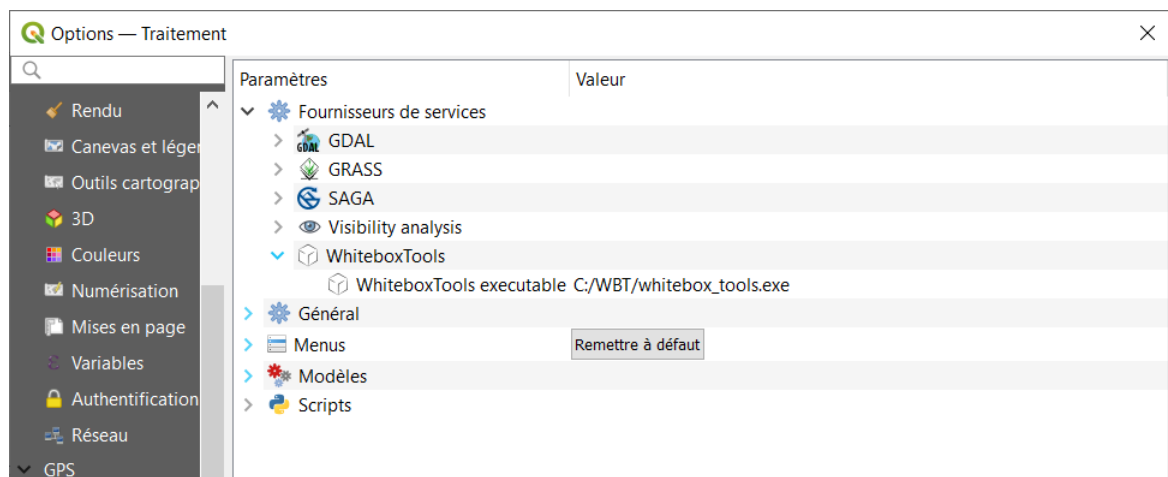 Options — Traitement
Paramètres Valeur
Rendu
Canevas et léger
Outils cartograp
3D
Couleurs
Numérisation
Mises en page
Variables
Authentification
Réseau
GPS
Fournisseurs de services
GDAL
GRASS
SAGA
Visibility analysis
WhiteboxTools
WhiteboxTools executable C:/WBT/whitebox_tools.exe
Général
Menus Remettre à défaut
Modèles
Scripts